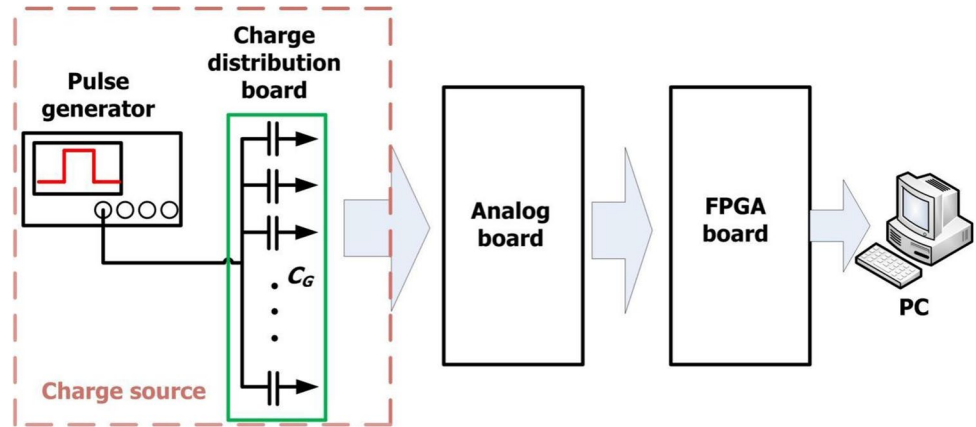 Pulse
generator
Charge
distribution
board
C_G
Charge source
Analog
board
FPGA
board
PC